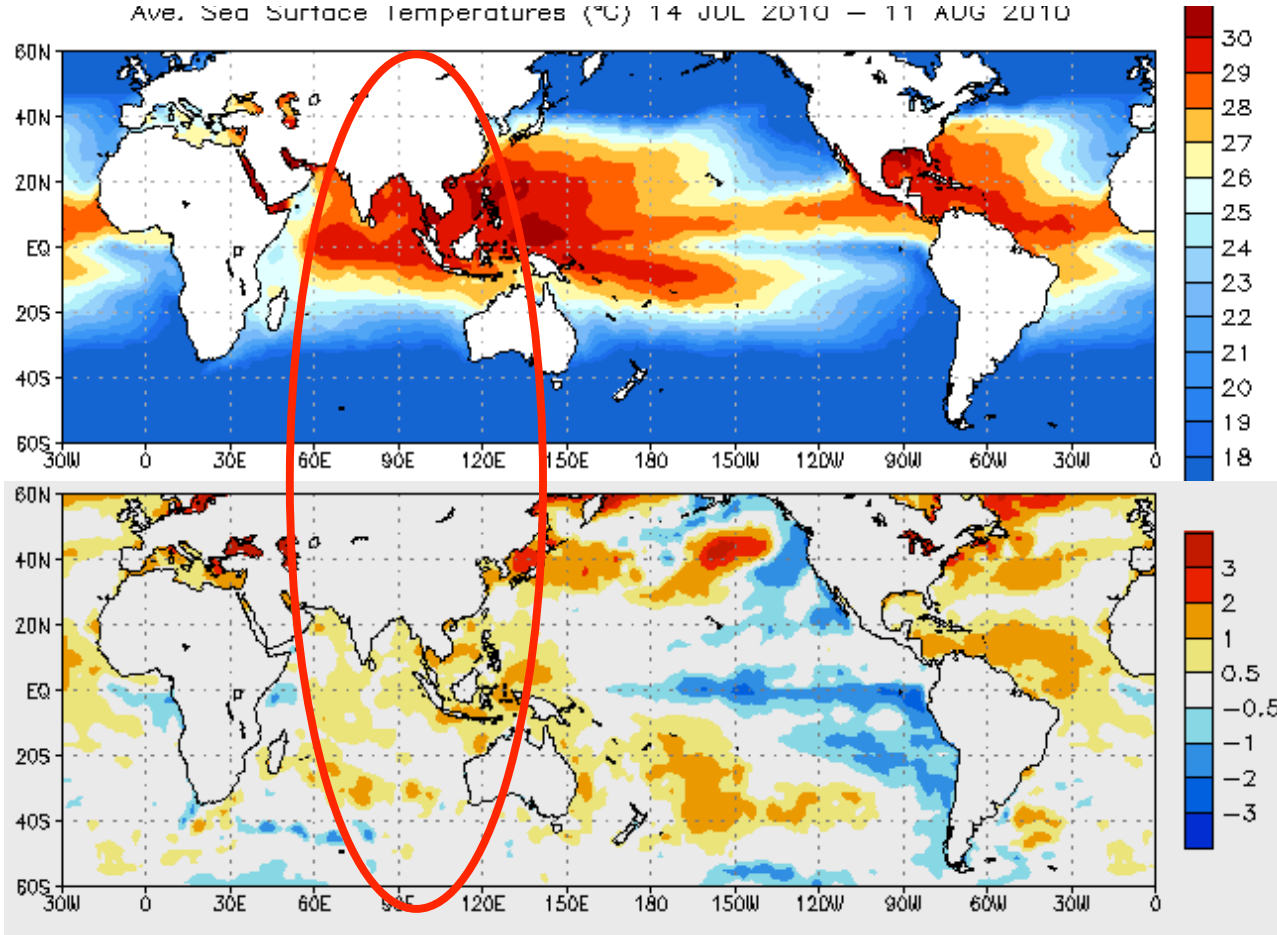 Ave. Sea Surface Temperatures (°C) 14 JUL 2010 – 11 AUG 2010
60N
40N
20N
EQ
20S
40S
60S
30W 0 30E 60E 90E 120E 150E 180 150W 120W 90W 60W 30W 0
30
29
28
27
26
25
24
23
22
21
20
19
18
60N
40N
20N
EQ
20S
40S
60S
30W 0 30E 60E 90E 120E 150E 180 150W 120W 90W 60W 30W 0
3
2
1
0.5
−0.5
−1
−2
−3